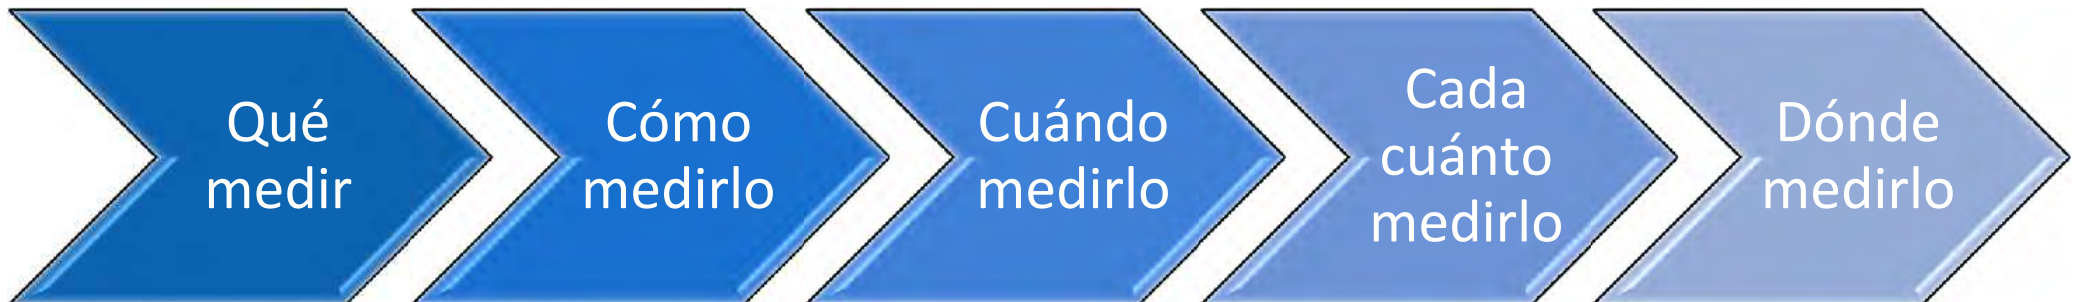 Qué
medir
Cómo
medirlo
Cuándo
medirlo
Cada
cuánto
medirlo
Dónde
medirlo